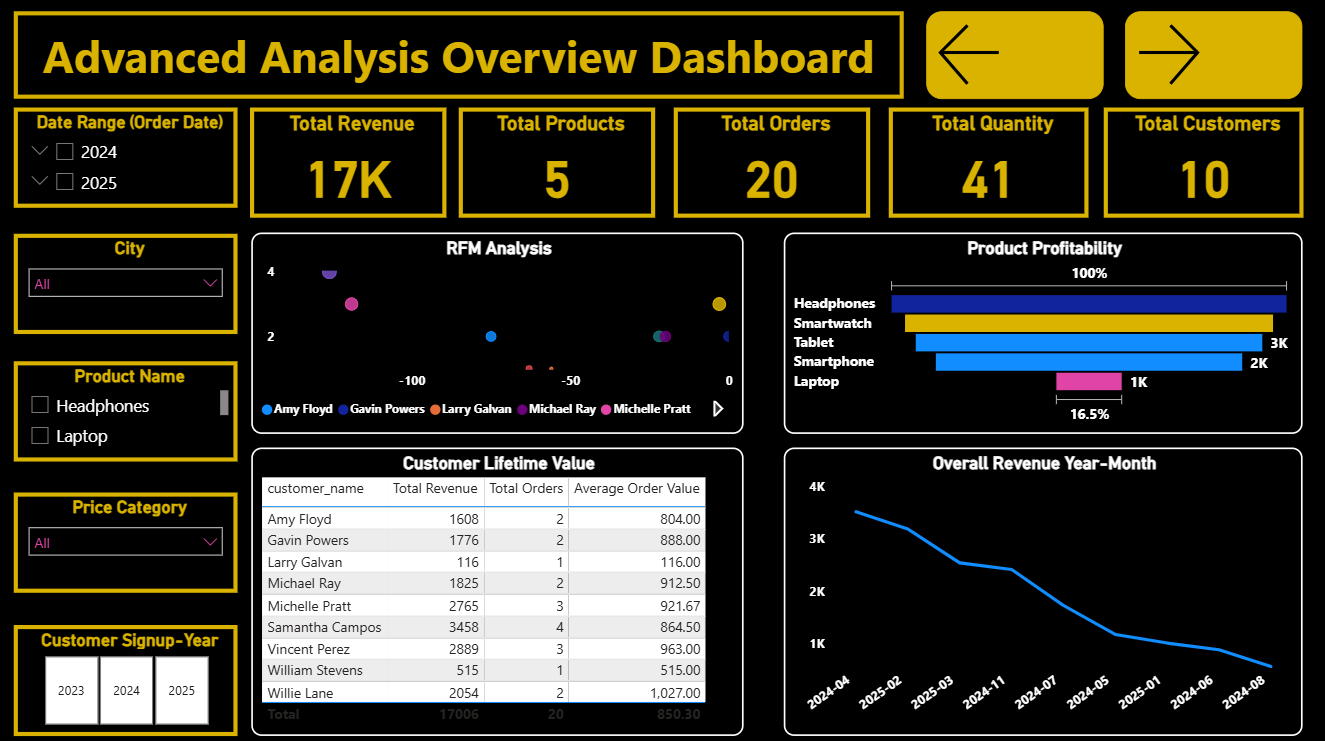 Advanced Analysis Overview Dashboard
Date Range (Order Date)
2024
2025
Total Revenue
17K
Total Products
5
Total Orders
20
Total Quantity
41
Total Customers
10
City
All
Product Name
Headphones
Laptop
Price Category
All
Customer Signup-Year
2023 2024 2025
RFM Analysis
4
2
-100 -50 0
Amy Floyd Gavin Powers Larry Galvan Michael Ray Michelle Pratt
Product Profitability
100%
Headphones
Smartwatch
Tablet 3K
Smartphone 2K
Laptop 1K
16.5%
Customer Lifetime Value
customer_name Total Revenue Total Orders Average Order Value
Amy Floyd 1608 2 804.00
Gavin Powers 1776 2 888.00
Larry Galvan 116 1 116.00
Michael Ray 1825 2 912.50
Michelle Pratt 2765 3 921.67
Samantha Campos 3458 4 864.50
Vincent Perez 2889 3 963.00
William Stevens 515 1 515.00
Willie Lane 2054 2 1,027.00
Total 17006 20 850.30
Overall Revenue Year-Month
4K
3K
2K
1K
2024-04 2025-02 2025-03 2024-11 2024-07 2024-05 2025-01 2024-06 2024-08